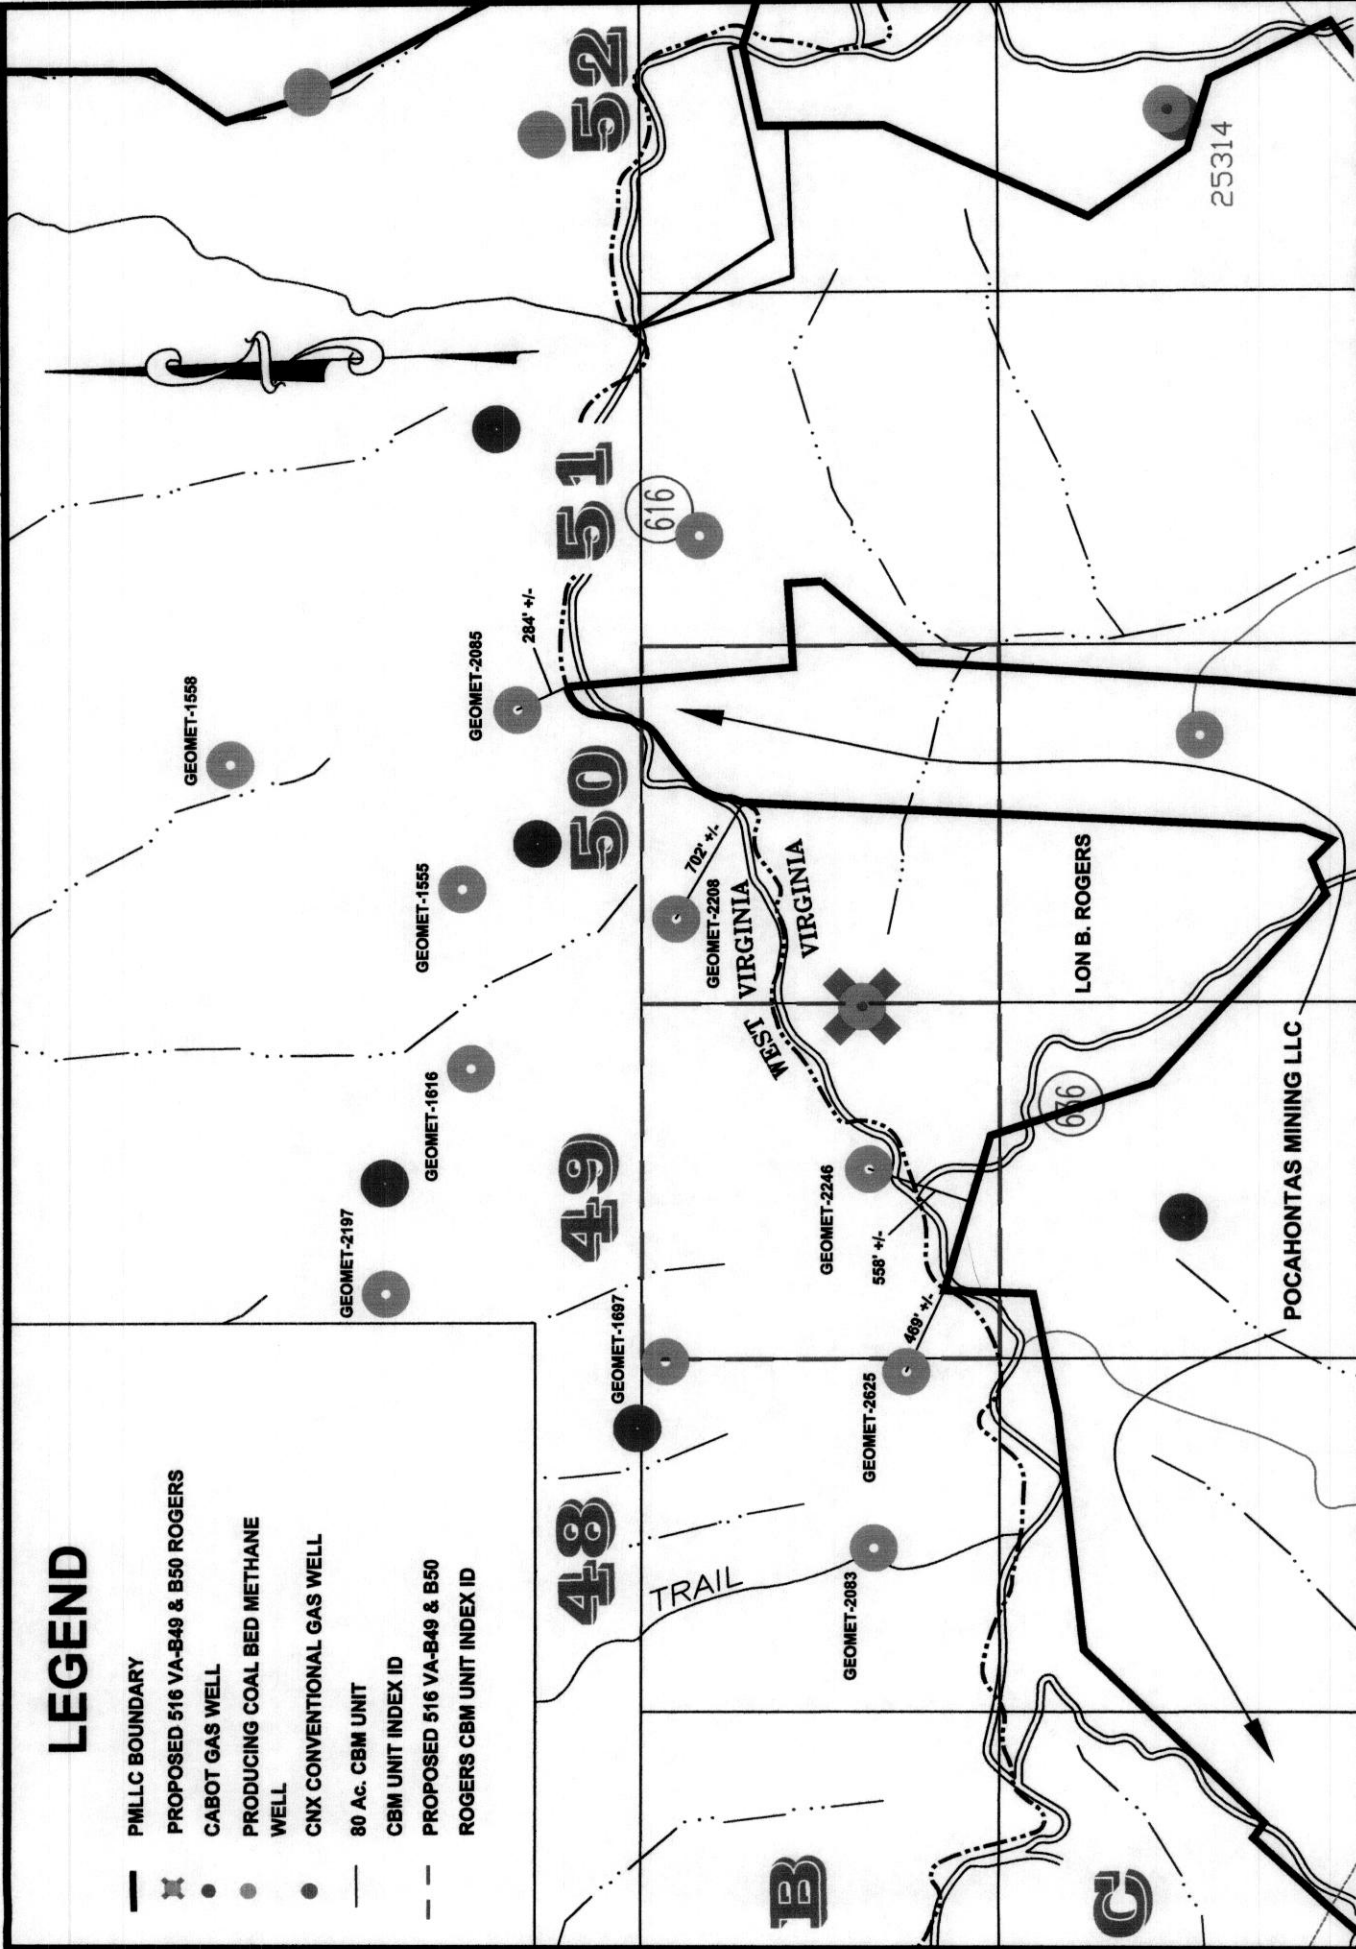 LEGEND
PMLLC BOUNDARY
PROPOSED 516 VA-B49 & B50 ROGERS
CABOT GAS WELL
PRODUCING COAL BED METHANE
WELL
CNX CONVENTIONAL GAS WELL
80 Ac. CBM UNIT
CBM UNIT INDEX ID
PROPOSED 516 VA-B49 & B50
ROGERS CBM UNIT INDEX ID
GEOMET-1558
GEOMET-2197
GEOMET-1616
GEOMET-1555
GEOMET-2085
284' +/-
48
49
50
51
52
GEOMET-1697
616
TRAIL
GEOMET-2208
702' +/-
WEST
VIRGINIA
VIRGINIA
B
GEOMET-2083
GEOMET-2625
GEOMET-2246
558' +/-
469' +/-
636
LON B. ROGERS
C
25314
POCAHONTAS MINING LLC